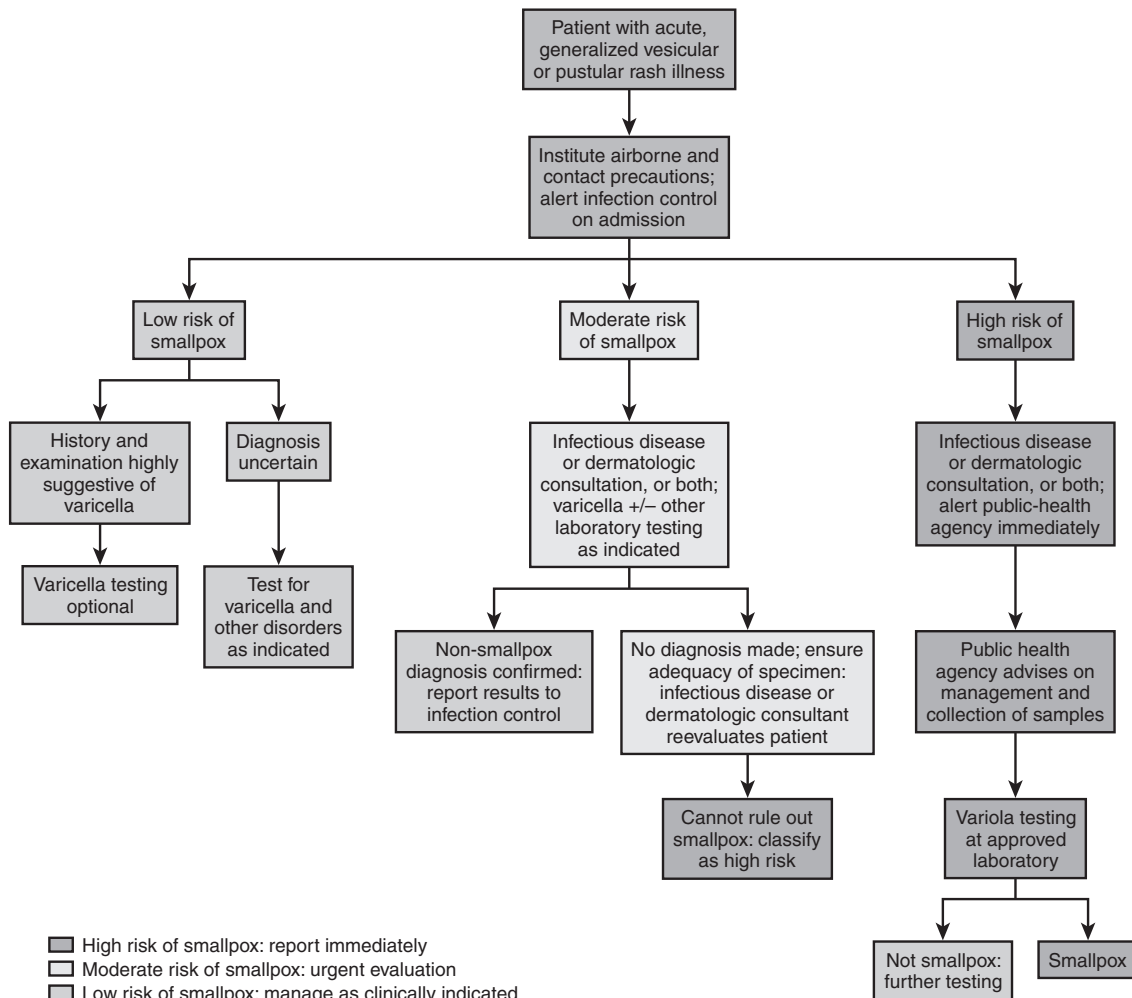 Patient with acute,
generalized vesicular
or pustular rash illness
Institute airborne and
contact precautions;
alert infection control
on admission
Low risk of
smallpox
Moderate risk
of smallpox
High risk of
smallpox
History and
examination highly
suggestive of
varicella
Diagnosis
uncertain
Infectious disease
or dermatologic
consultation, or both;
varicella +/– other
laboratory testing
as indicated
Infectious disease
or dermatologic
consultation, or both;
alert public-health
agency immediately
Varicella testing
optional
Test for
varicella and
other disorders
as indicated
Non-smallpox
diagnosis confirmed:
report results to
infection control
No diagnosis made; ensure
adequacy of specimen:
infectious disease or
dermatologic consultant
reevaluates patient
Public health
agency advises on
management and
collection of samples
Cannot rule out
smallpox: classify
as high risk
Variola testing
at approved
laboratory
Not smallpox:
further testing
Smallpox
High risk of smallpox: report immediately
Moderate risk of smallpox: urgent evaluation
Low risk of smallpox: manage as clinically indicated